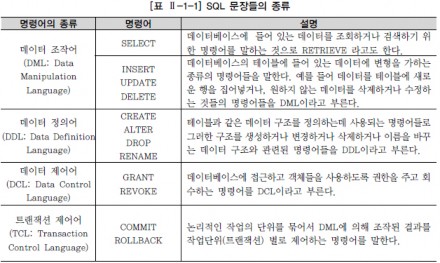 [표 Ⅱ-1-1] SQL 문장들의 종류
명령어의 종류
명령어
설명
데이터 조작어
(DML: Data
Manipulation
Language)
SELECT
데이터베이스에 들어 있는 데이터를 조회하거나 검색하기 위
한 명령어를 말하는 것으로 RETRIEVE 라고도 한다.
INSERT
UPDATE
DELETE
데이터베이스의 테이블에 들어 있는 데이터에 변형을 가하는
종류의 명령어들을 말한다. 예를 들어 데이터를 테이블에 새로
운 행을 집어넣거나, 원하지 않는 데이터를 삭제하거나 수정하
는 것들의 명령어들을 DML이라고 부른다.
데이터 정의어
(DDL: Data Definition
Language)
CREATE
ALTER
DROP
RENAME
테이블과 같은 데이터 구조를 정의하는데 사용되는 명령어들로
그러한 구조를 생성하거나 변경하거나 삭제하거나 이름을 바꾸
는 데이터 구조와 관련된 명령어들을 DDL이라고 부른다.
데이터 제어어
(DCL: Data Control
Language)
GRANT
REVOKE
데이터베이스에 접근하고 객체들을 사용하도록 권한을 주고 회
수하는 명령어를 DCL이라고 부른다.
트랜잭션 제어어
(TCL: Transaction
Control Language)
COMMIT
ROLLBACK
논리적인 작업의 단위를 묶어서 DML에 의해 조작된 결과를
작업단위(트랜잭션) 별로 제어하는 명령어를 말한다.